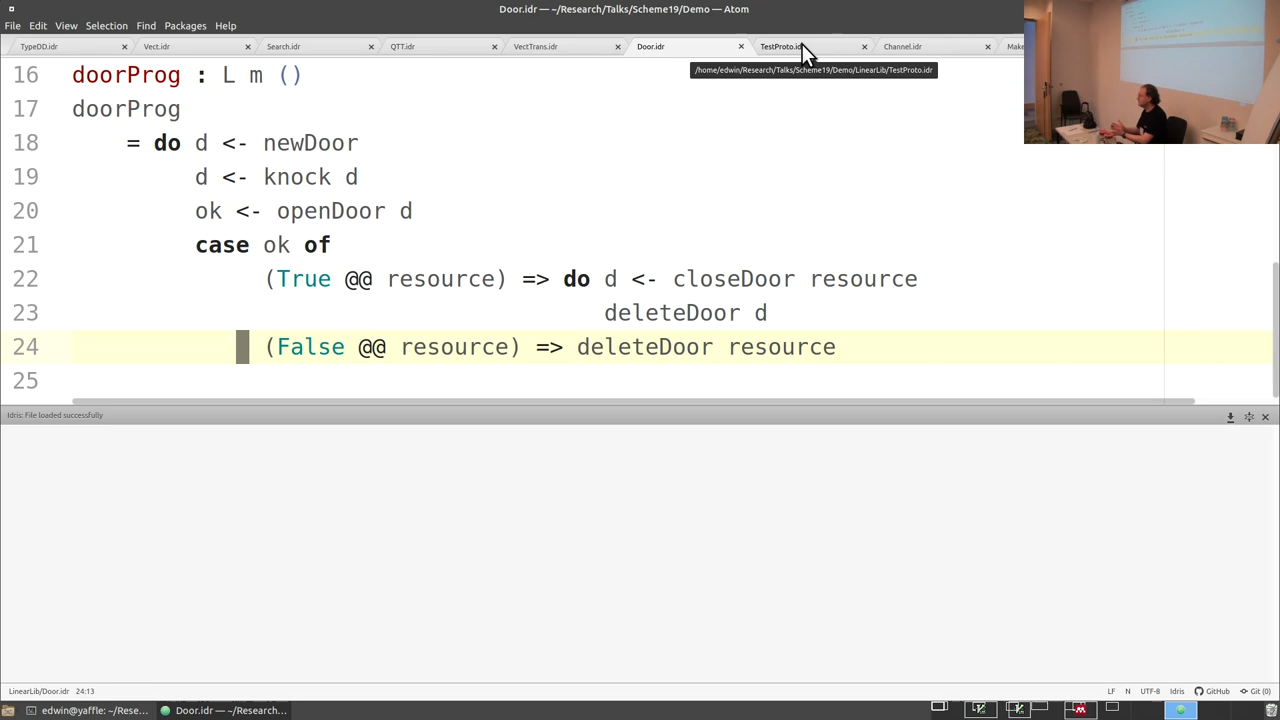 Door.idr — ~/Research/Talks/Scheme19/Demo — Atom
File Edit View Selection Find Packages Help
TypeDD.idr Vect.idr Search.idr QTT.idr VectTrans.idr Door.idr TestProto.idr Channel.idr Make
/home/edwin/Research/Talks/Scheme19/Demo/LinearLib/TestProto.idr
16 doorProg : L m ()
17 doorProg
18 = do d <- newDoor
19 d <- knock d
20 ok <- openDoor d
21 case ok of
22 (True @@ resource) => do d <- closeDoor resource
23 deleteDoor d
24 (False @@ resource) => deleteDoor resource
25
Idris: File loaded successfully
LinearLib/Door.idr 24:13 LF N UTF-8 Idris GitHub Git (0)
edwin@yaffle: ~/Rese... Door.idr — ~/Research...